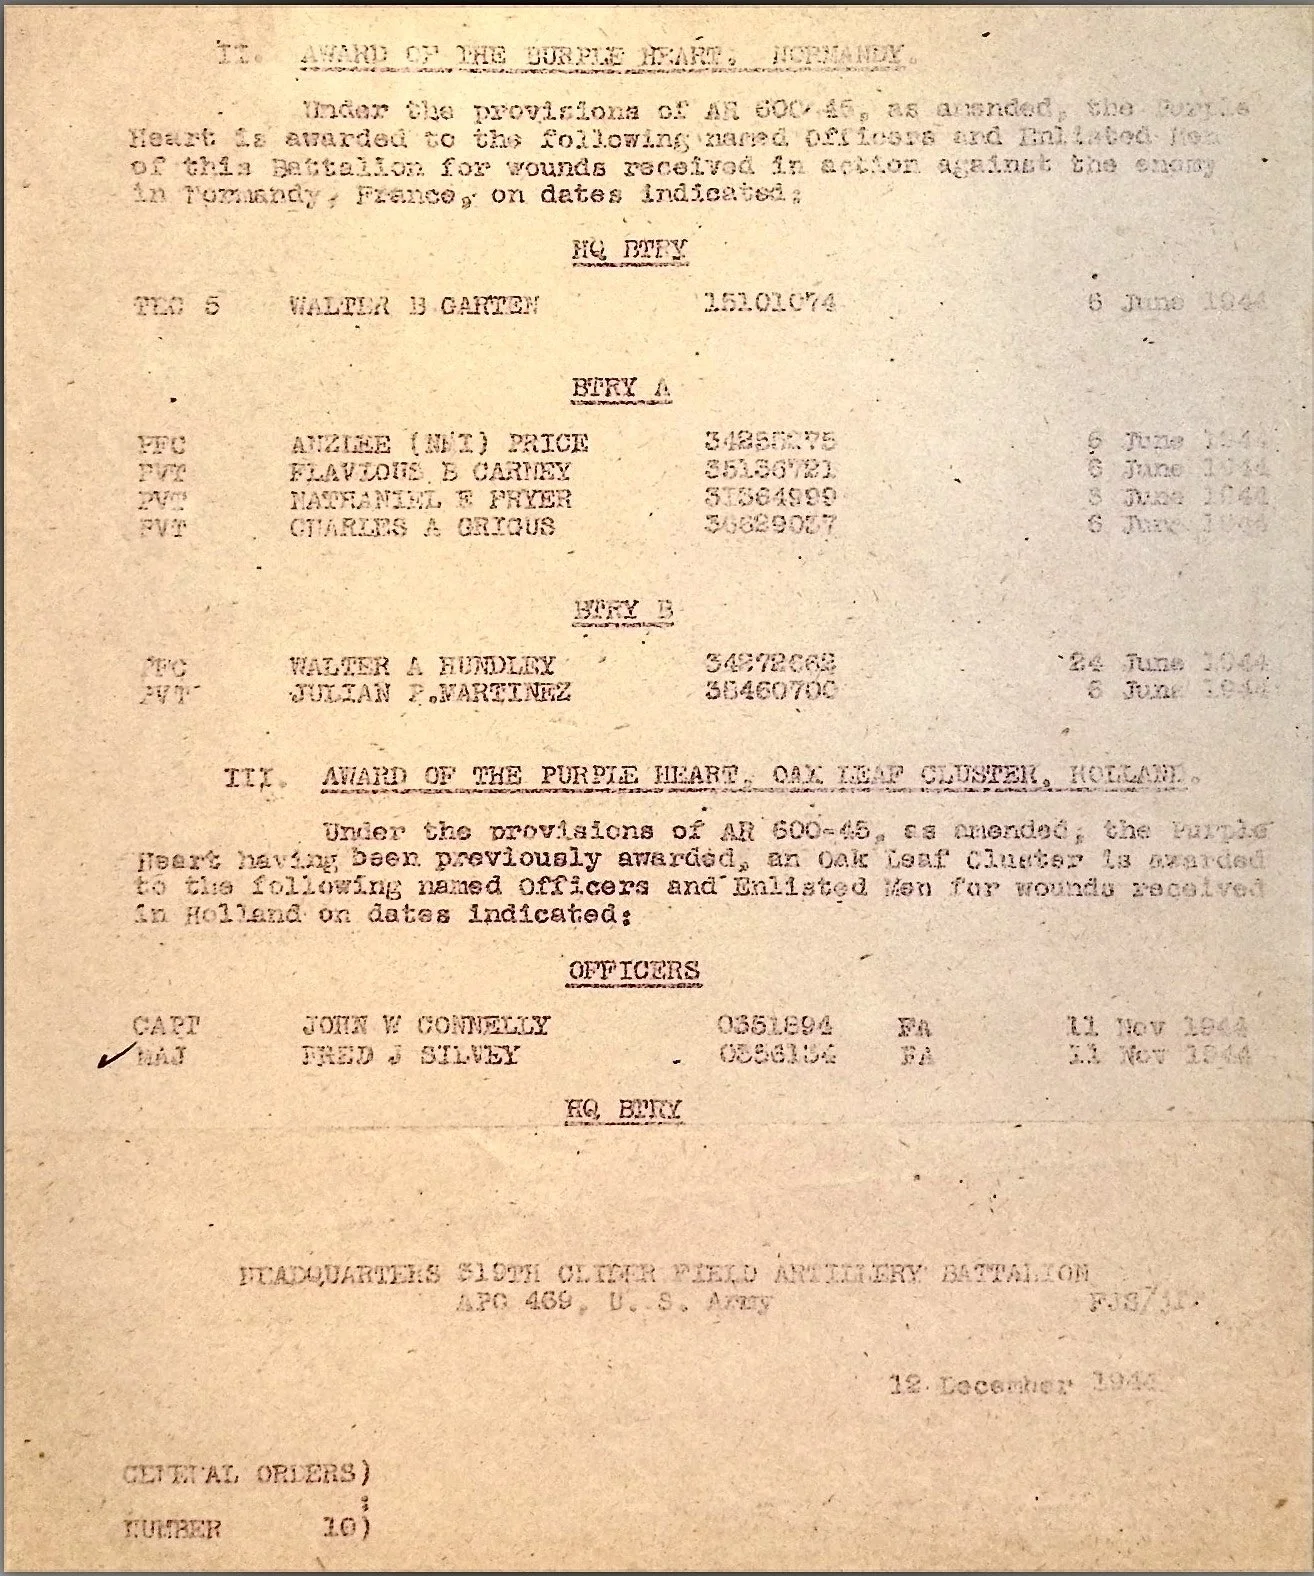 II. AWARD OF THE PURPLE HEART, NORMANDY.
Under the provisions of AR 600-45, as amended, the Purple
Heart is awarded to the following named Officers and Enlisted Men
of this Battalion for wounds received in action against the enemy
in Normandy, France, on dates indicated:
HQ BTRY
TEC 5 WALTER B GARTEN 15101074 6 June 1944
BTRY A
PFC ANZLEE (NMI) PRICE 6 June 1944
PVT FLAVIOUS B CARNEY 35136721 6 June 1944
PVT NATHANIEL E FRYER 31364999 June 1944
PVT CHARLES A GRIGUS 36829037 6 June 1944
BTRY B
PFC WALTER A HUNDLEY 34272662 24 June 1944
PVT JULIAN P.MARTINEZ 6 June 1944
III. AWARD OF THE PURPLE HEART, OAK LEAF CLUSTER, HOLLAND.
Under the provisions of AR 600-45, as amended, the Purple
Heart having been previously awarded, an Oak Leaf Cluster is awarded
to the following named Officers and Enlisted Men for wounds received
in Holland on dates indicated:
OFFICERS
CAPT JOHN W CONNELLY 0351894 FA 11 Nov 1944
MAJ FRED J SILVEY 0356134 FA 11 Nov 1944
HQ BTRY
HEADQUARTERS 319TH GLIDER FIELD ARTILLERY BATTALION
APO 469, U. S. Army FJS/jr.
12 December 1944
GENERAL ORDERS)
:
NUMBER 10)